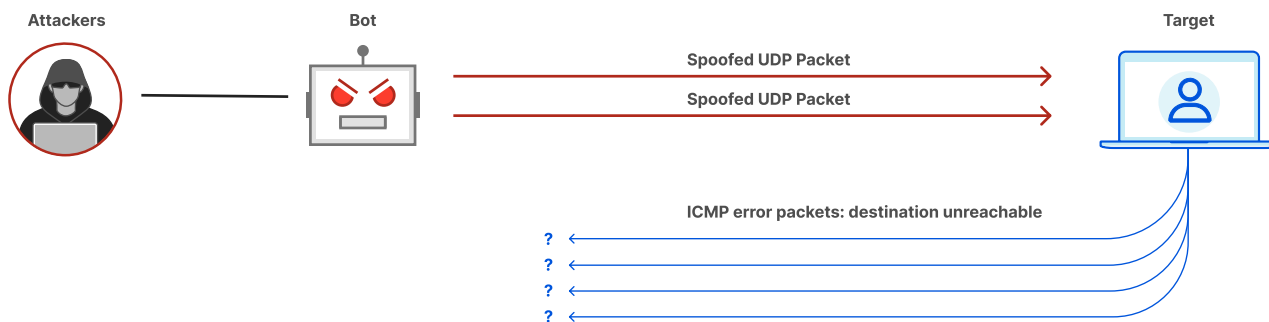 Attackers
Bot
Target
Spoofed UDP Packet
Spoofed UDP Packet
ICMP error packets: destination unreachable
?
?
?
?